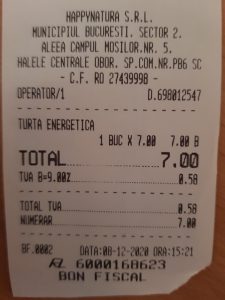 HAPPYNATURA S.R.L.
MUNICIPIUL BUCURESTI, SECTOR 2.
ALEEA CAMPUL MOSILOR.NR. 5.
HALELE CENTRALE OBOR. SP.COM.NR.PB6 SC
- C.F. RO 27439998 -
OPERATOR/1 D.698012547
TURTA ENERGETICA
1 BUC X 7.00 7.00 B
TOTAL 7.00
TVA B=9.00% 0.58
TOTAL TVA 0.58
NUMERAR 7.00
BF.0002 DATA:08-12-2020 ORA:15:21
6000168623
BON FISCAL